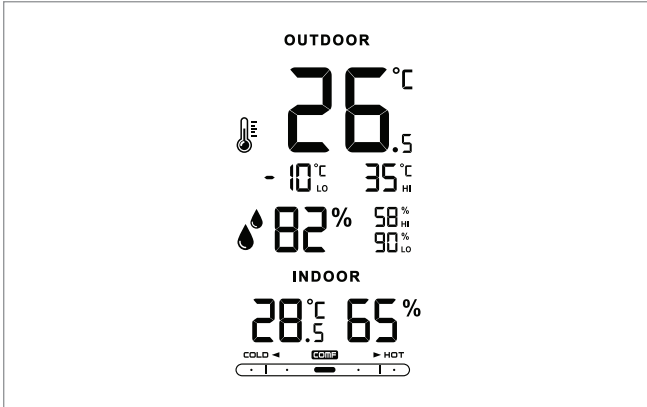 OUTDOOR
26.5 °C
-10 °C LO 35 °C HI
82% 58 % HI
90 % LO
INDOOR
28.5 °C 65%
COLD ◄ COMF ► HOT